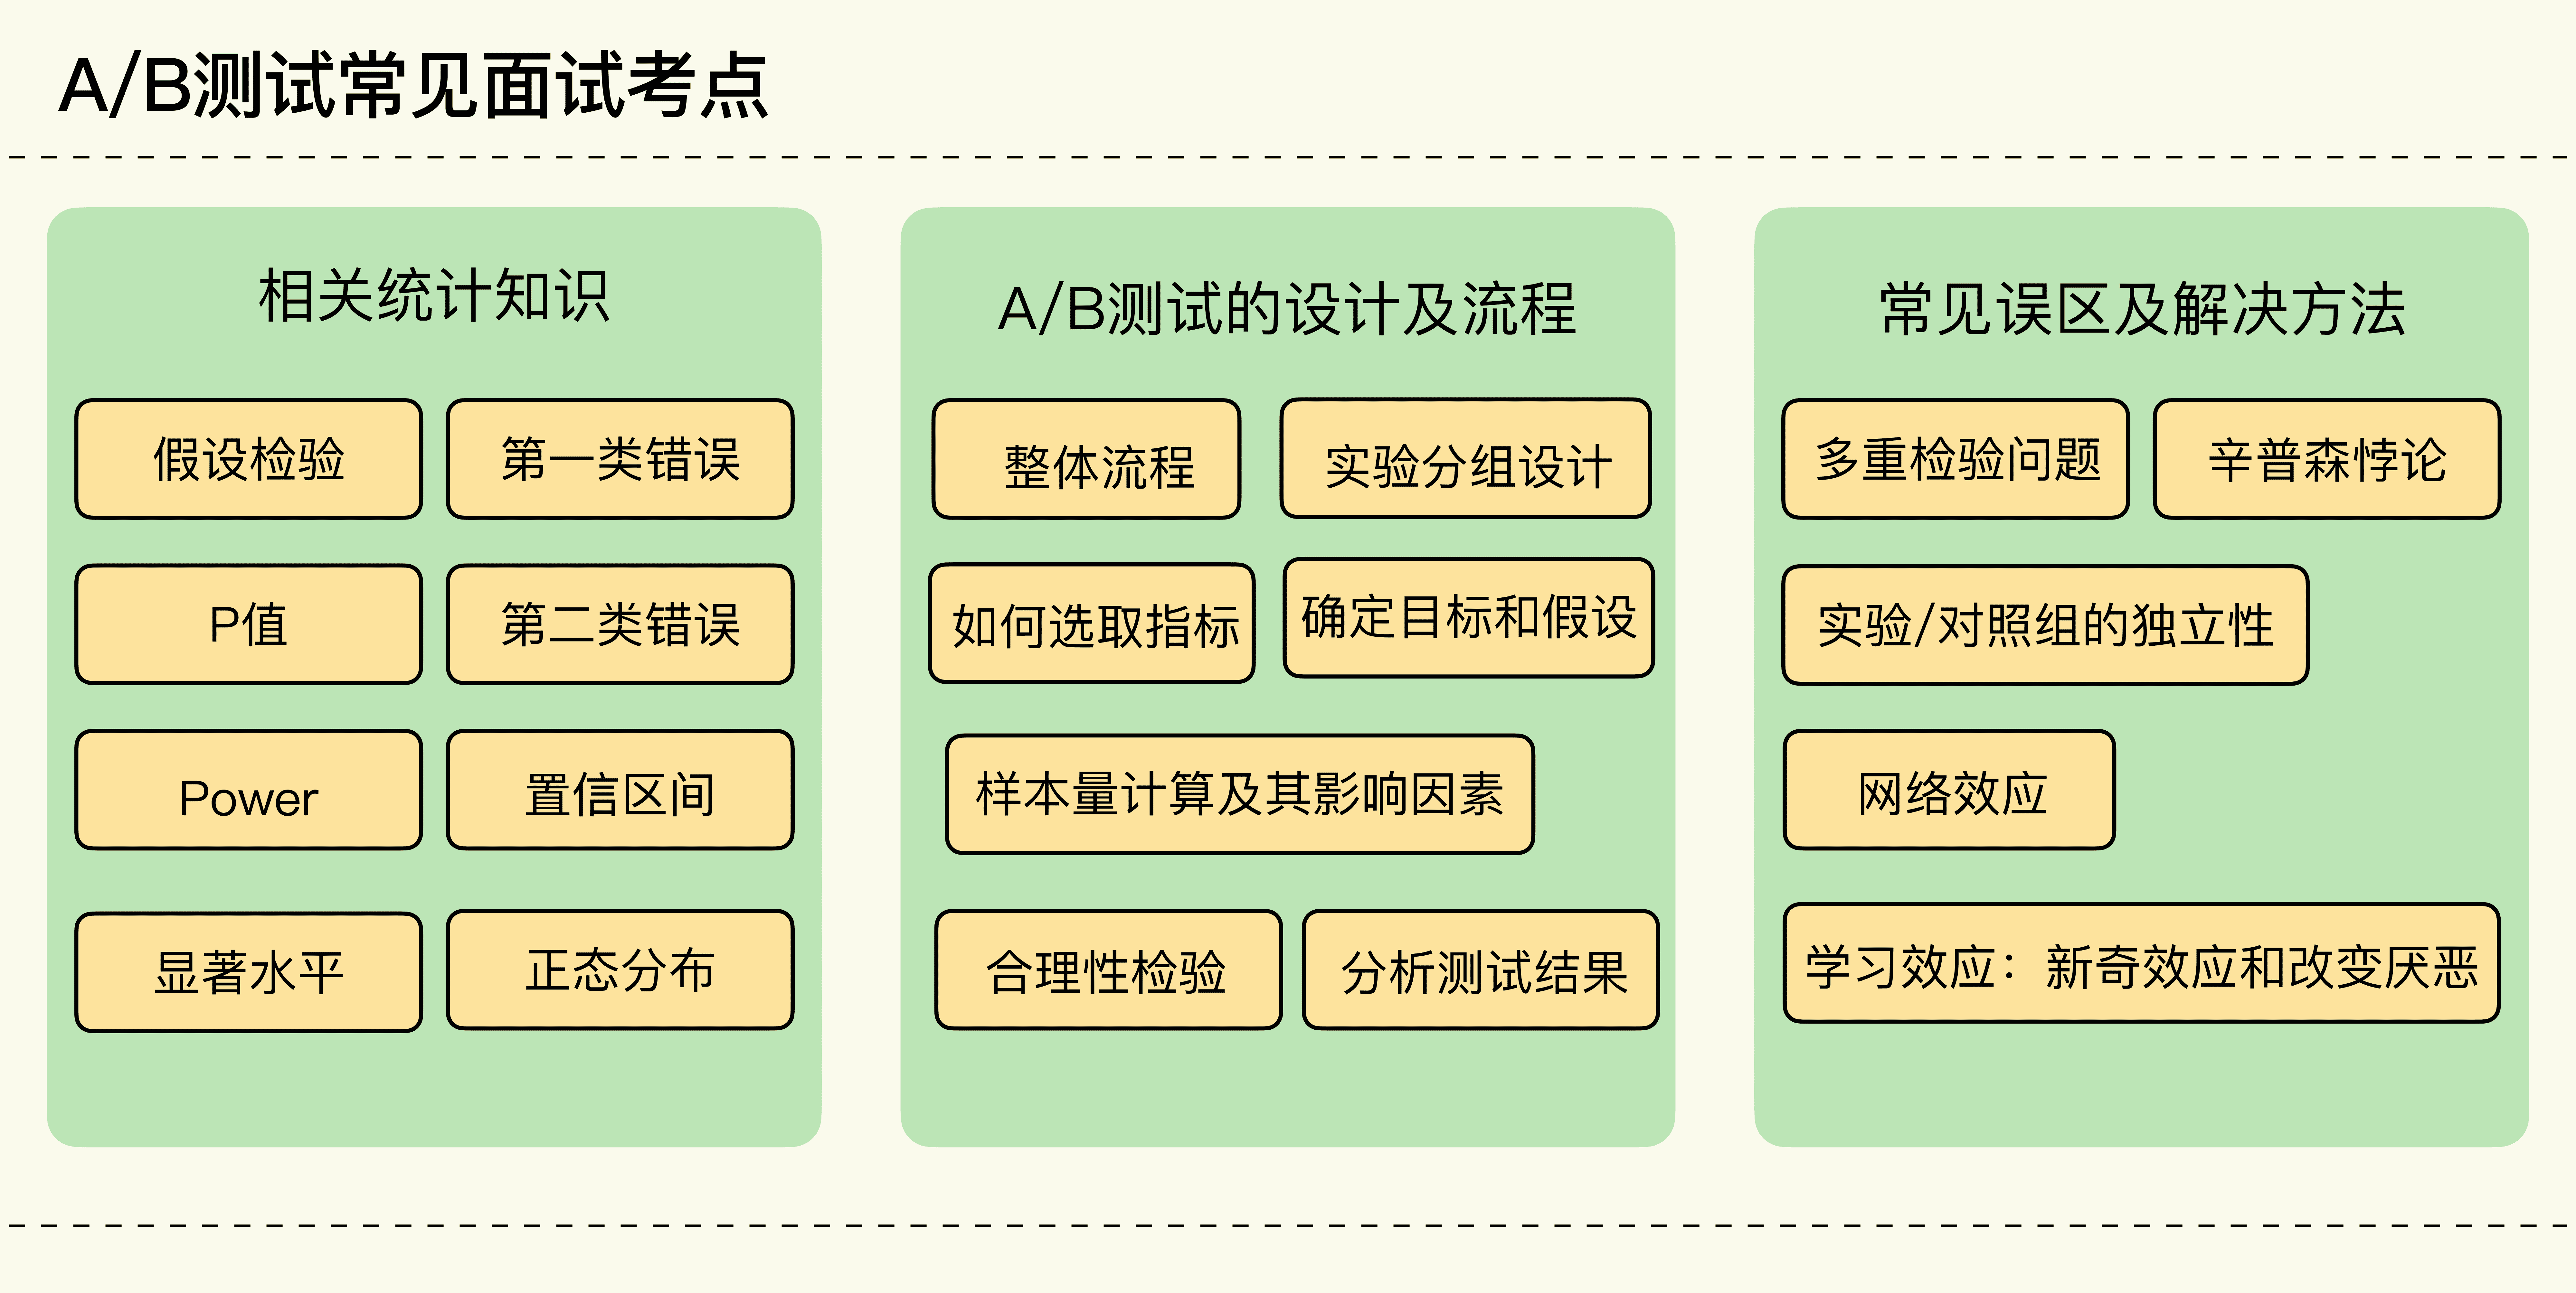 A/B测试常见面试考点
相关统计知识
假设检验
第一类错误
P值
第二类错误
Power
置信区间
显著水平
正态分布
A/B测试的设计及流程
整体流程
实验分组设计
如何选取指标
确定目标和假设
样本量计算及其影响因素
合理性检验
分析测试结果
常见误区及解决方法
多重检验问题
辛普森悖论
实验/对照组的独立性
网络效应
学习效应：新奇效应和改变厌恶